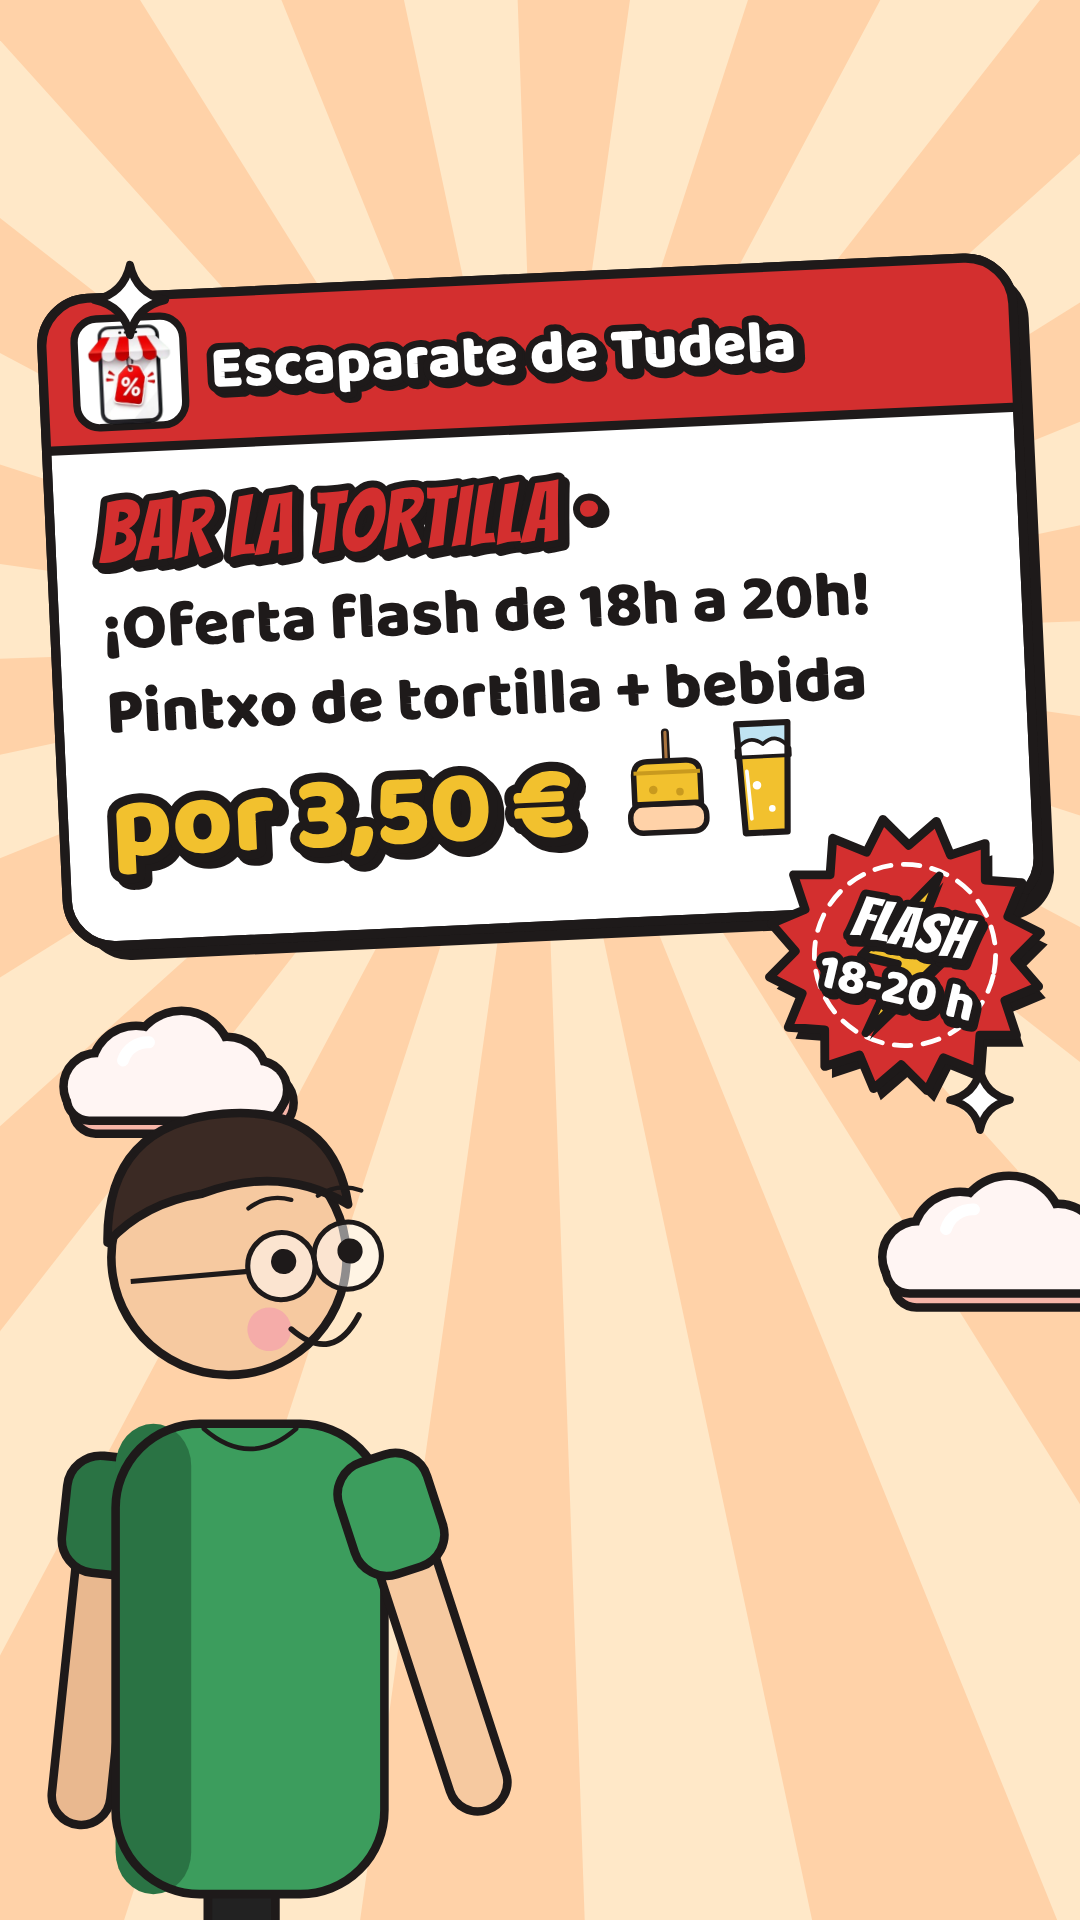 %
Escaparate de Tudela
BAR LA TORTILLA •
¡Oferta flash de 18h a 20h!
Pintxo de tortilla + bebida
por 3,50 €
FLASH
18-20 h